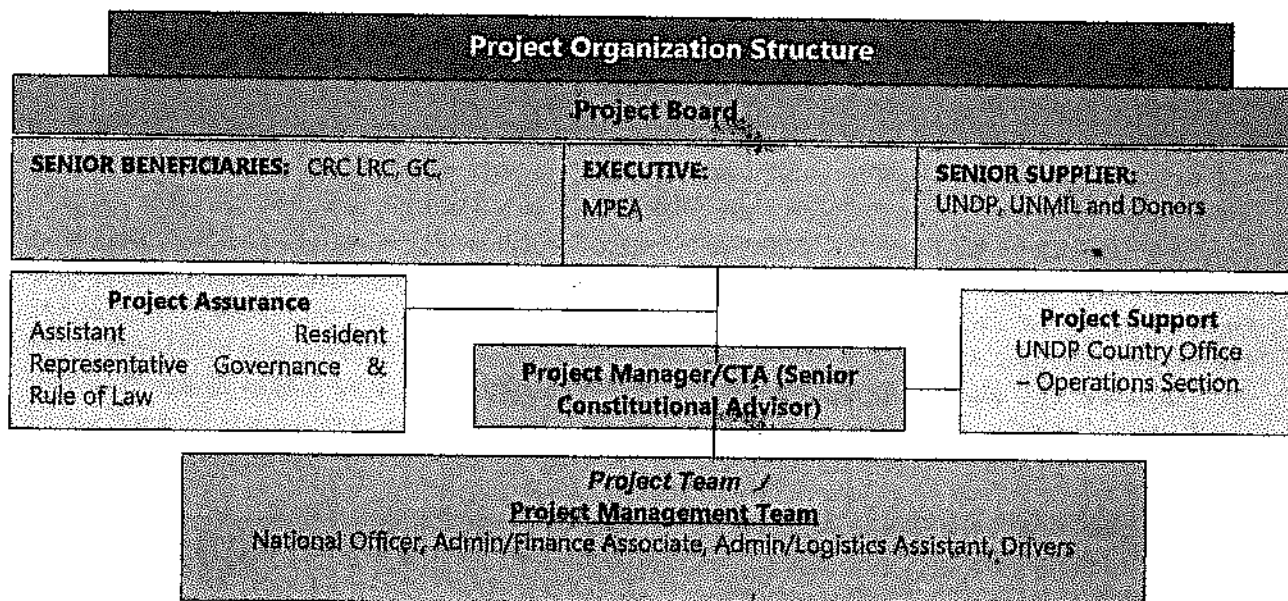 Project Organization Structure
Project Board
SENIOR BENEFICIARIES: CRC LRC, GC,
EXECUTIVE:
MPEA
SENIOR SUPPLIER:
UNDP, UNMIL and Donors
Project Assurance
Assistant Resident
Representative Governance &
Rule of Law
Project Manager/CTA (Senior
Constitutional Advisor)
Project Support
UNDP Country Office
– Operations Section
Project Team
Project Management Team
National Officer, Admin/Finance Associate, Admin/Logistics Assistant, Drivers